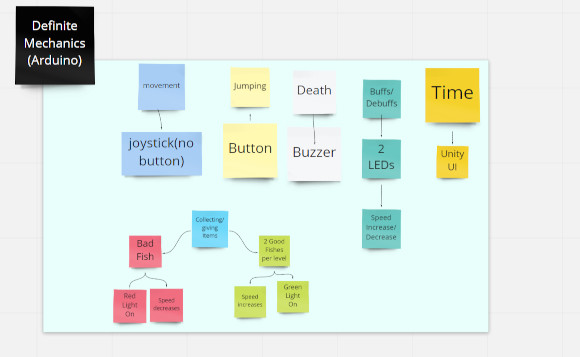 Definite
Mechanics
(Arduino)
movement
joystick(no
button)
Jumping
Button
Death
Buzzer
Buffs/
Debuffs
2
LEDs
Speed
Increase/
Decrease
Time
Unity
UI
Collecting/
giving
items
Bad
Fish
Red
Light
On
Speed
decreases
2 Good
Fishes
per level
Speed
increases
Green
Light
On